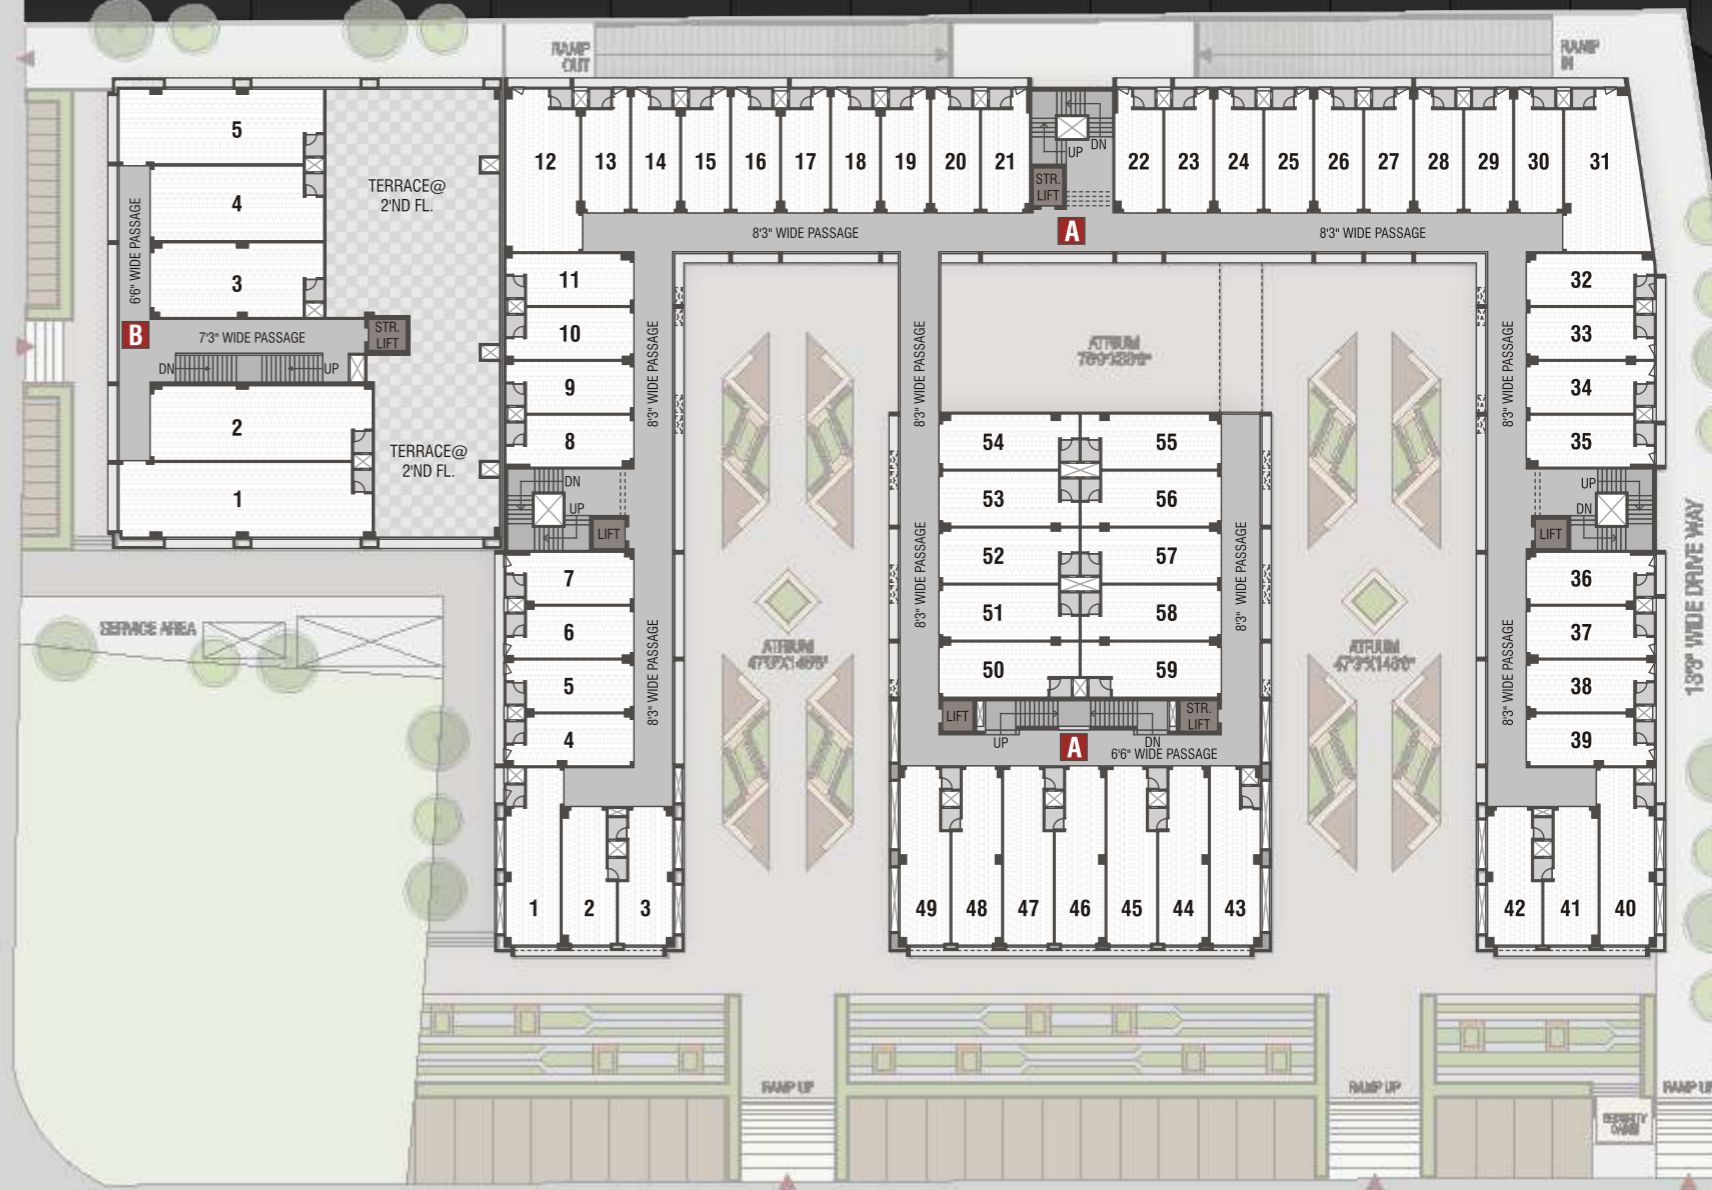 RAMP
OUT
RAMP
IN
5
4
3
2
1
TERRACE@
2'ND FL.
6'6" WIDE PASSAGE
B
7'3" WIDE PASSAGE
STR.
LIFT
DN
UP
TERRACE@
2'ND FL.
12
13
14
15
16
17
18
19
20
21
UP
DN
STR.
LIFT
22
23
24
25
26
27
28
29
30
31
8'3" WIDE PASSAGE
A
8'3" WIDE PASSAGE
11
10
9
8
8'3" WIDE PASSAGE
DN
UP
LIFT
7
6
5
4
8'3" WIDE PASSAGE
1
2
3
8'3" WIDE PASSAGE
8'3" WIDE PASSAGE
ATRIUM
54
55
53
56
52
57
51
58
50
59
8'3" WIDE PASSAGE
LIFT
STR.
LIFT
UP
A
DN
6'6" WIDE PASSAGE
49
48
47
46
45
44
43
ATRIUM
ATRIUM
8'3" WIDE PASSAGE
32
33
34
35
UP
DN
LIFT
36
37
38
39
8'3" WIDE PASSAGE
42
41
40
WIDE DRIVE WAY
SERVICE AREA
RAMP UP
RAMP UP
RAMP UP
SECURITY
CABIN